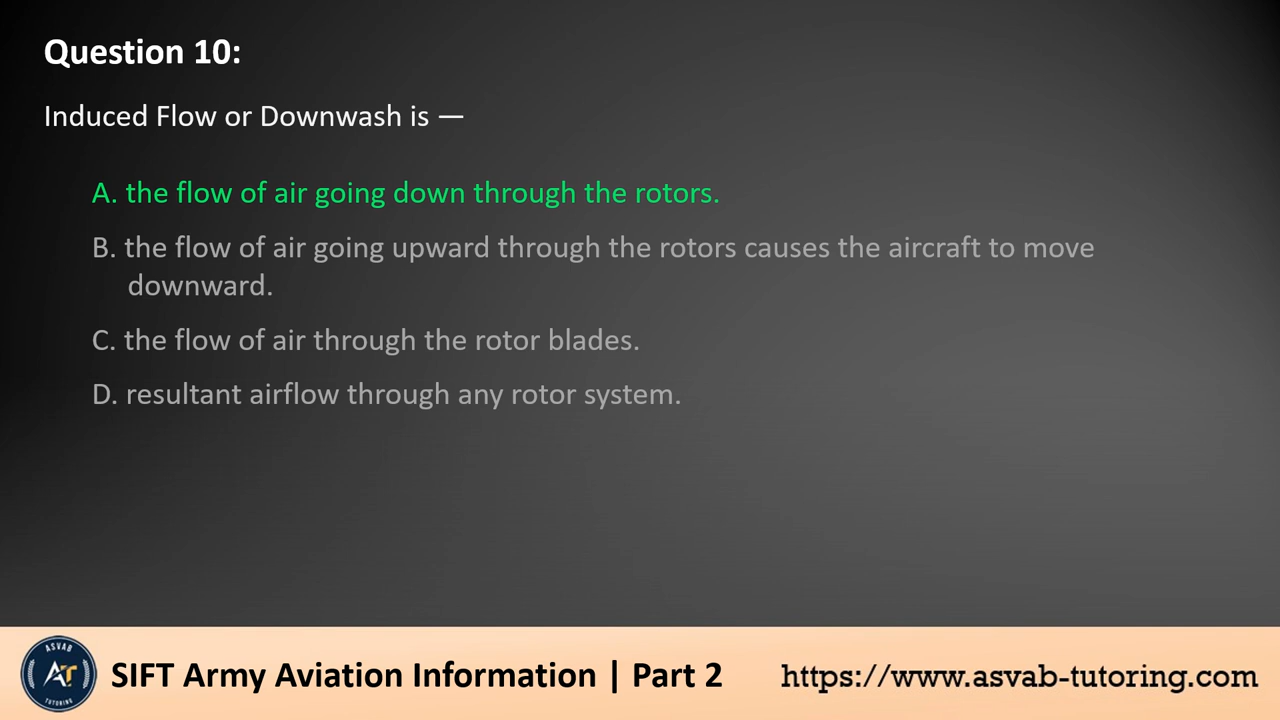 Question 10:
Induced Flow or Downwash is —
A. the flow of air going down through the rotors.
B. the flow of air going upward through the rotors causes the aircraft to move
downward.
C. the flow of air through the rotor blades.
D. resultant airflow through any rotor system.
ASVAB
AT
TUTORING
SIFT Army Aviation Information | Part 2
https://www.asvab-tutoring.com